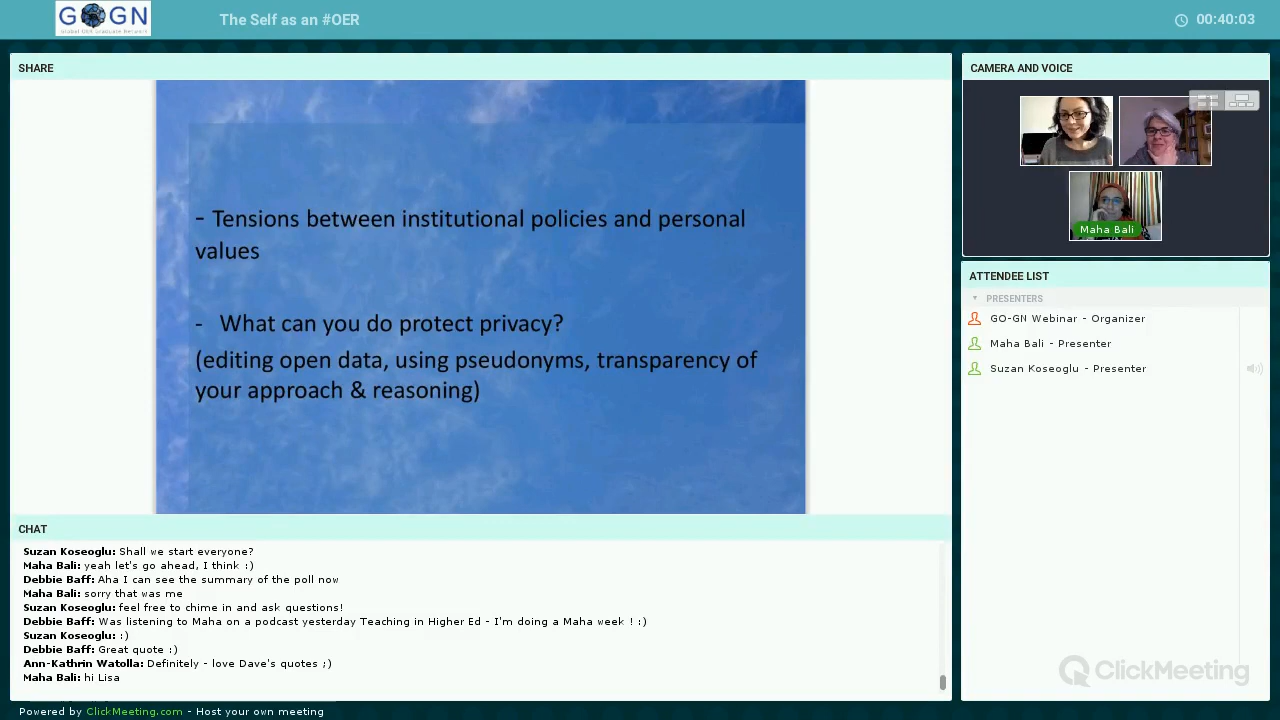 GOGN
Global OER Graduate Network
The Self as an #OER
00:40:03
SHARE
- Tensions between institutional policies and personal
values
- What can you do protect privacy?
(editing open data, using pseudonyms, transparency of
your approach & reasoning)
CAMERA AND VOICE
Maha Bali
ATTENDEE LIST
PRESENTERS
GO-GN Webinar - Organizer
Maha Bali - Presenter
Suzan Koseoglu - Presenter
CHAT
Suzan Koseoglu: Shall we start everyone?
Maha Bali: yeah let's go ahead, I think :)
Debbie Baff: Aha I can see the summary of the poll now
Maha Bali: sorry that was me
Suzan Koseoglu: feel free to chime in and ask questions!
Debbie Baff: Was listening to Maha on a podcast yesterday Teaching in Higher Ed - I'm doing a Maha week ! :)
Suzan Koseoglu: :)
Debbie Baff: Great quote :)
Ann-Kathrin Watolla: Definitely - love Dave's quotes ;)
Maha Bali: hi Lisa
ClickMeeting
Powered by ClickMeeting.com - Host your own meeting